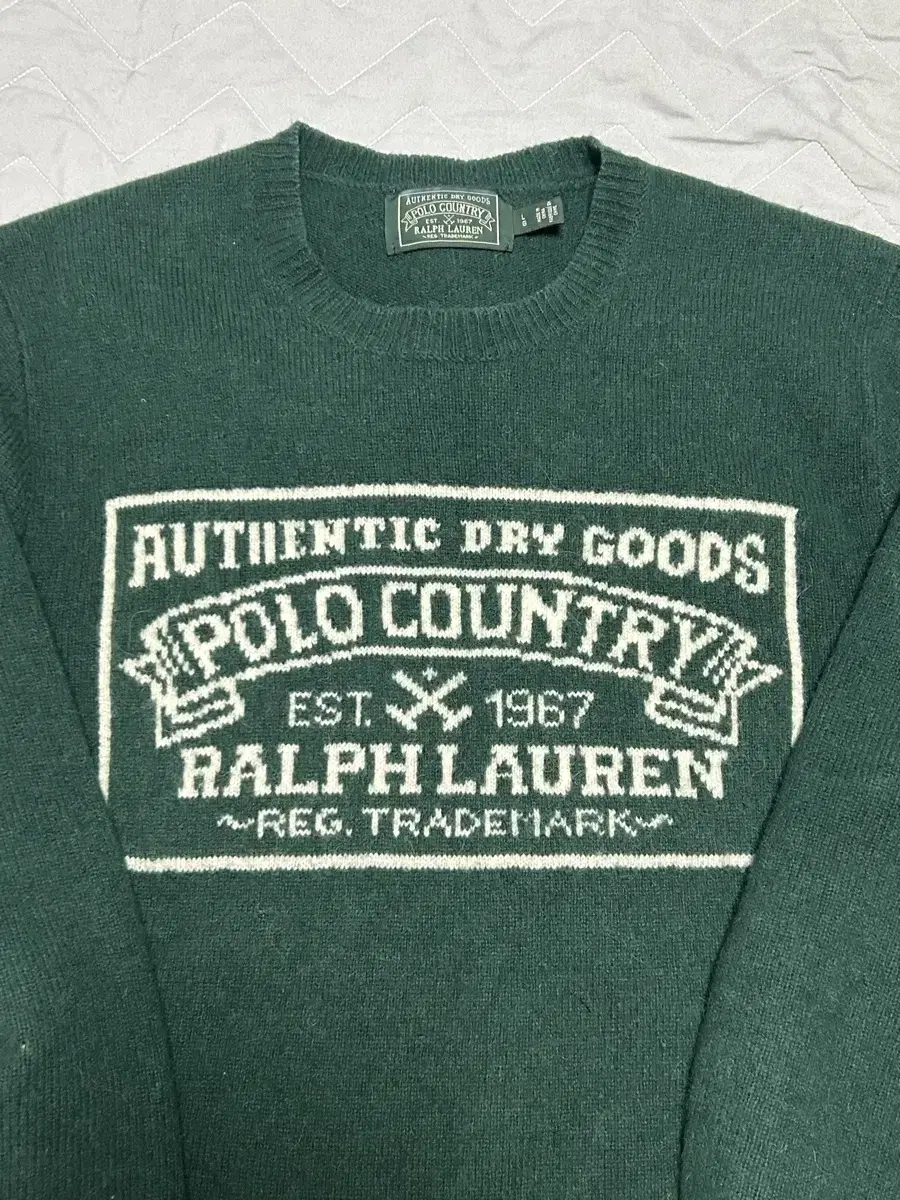 AUTHENTIC DRY GOODS
POLO COUNTRY
EST. 1967
RALPH LAUREN
REG. TRADEMARK
AUTHENTIC DRY GOODS
POLO COUNTRY
EST. 1967
RALPH LAUREN
~REG. TRADEMARK~